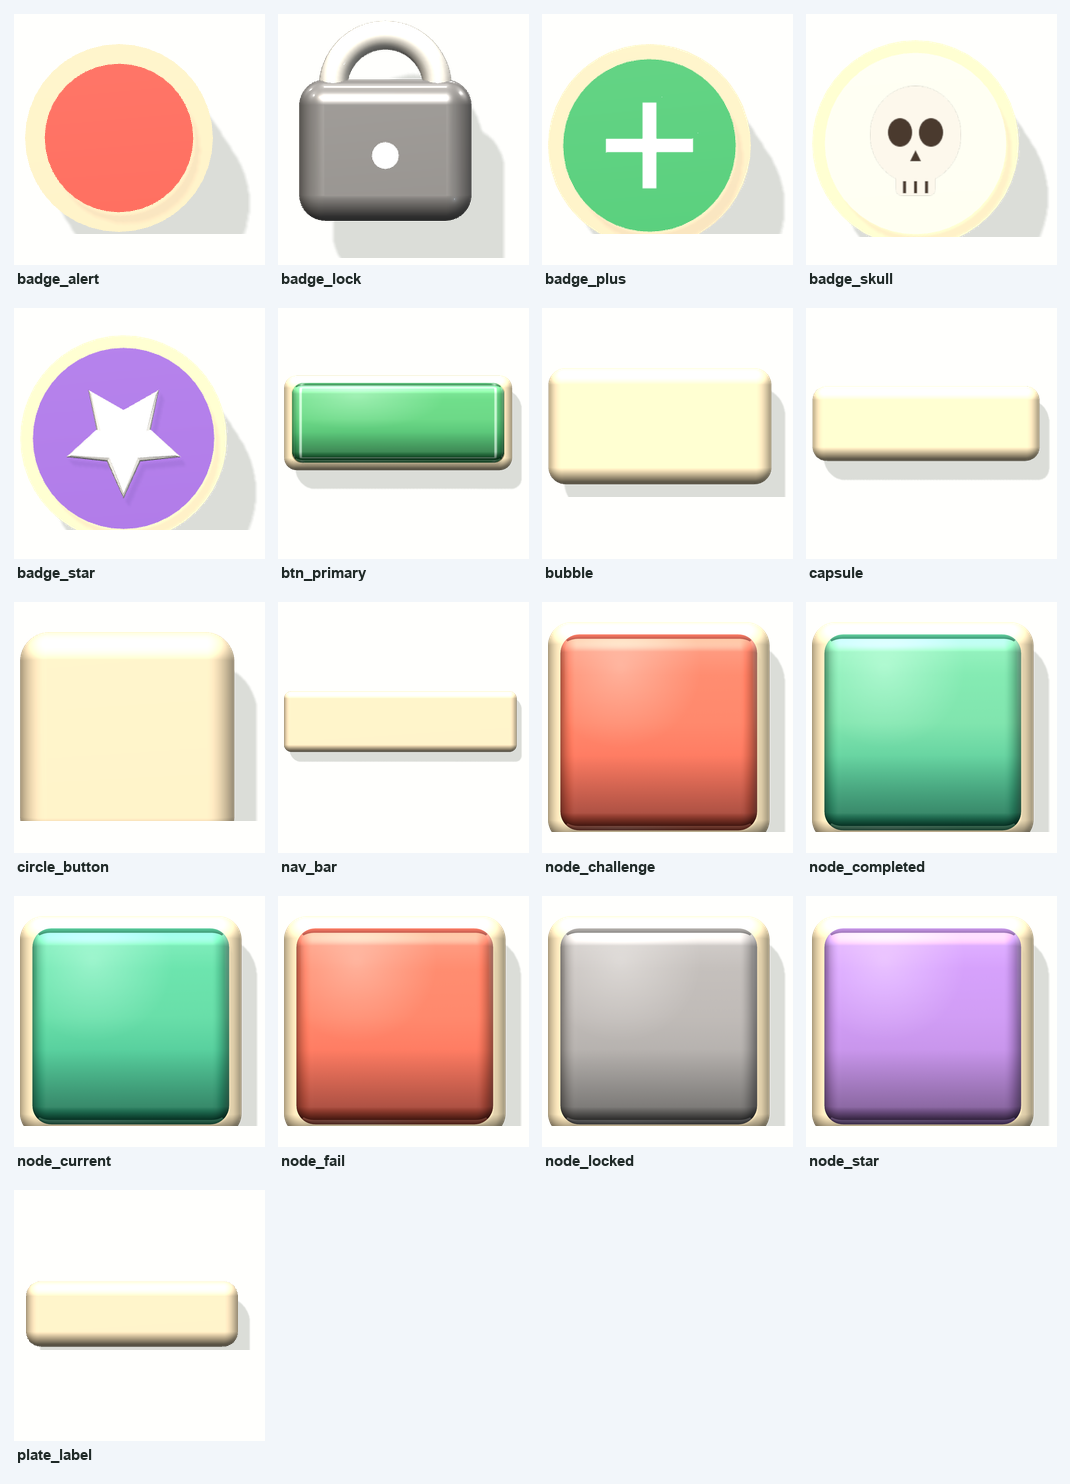 badge_alert
badge_lock
badge_plus
badge_skull
badge_star
btn_primary
bubble
capsule
circle_button
nav_bar
node_challenge
node_completed
node_current
node_fail
node_locked
node_star
plate_label